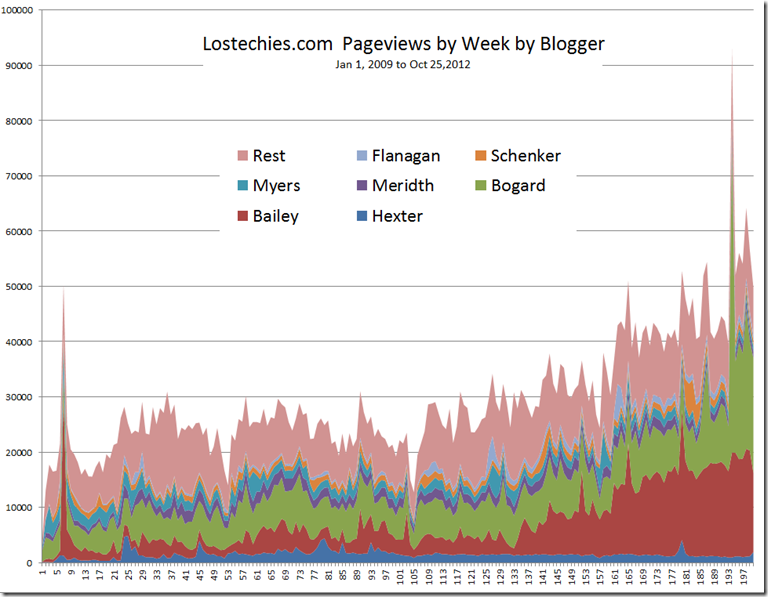 Lostechies.com Pageviews by Week by Blogger
Jan 1, 2009 to Oct 25,2012
Rest Flanagan Schenker
Myers Meridth Bogard
Bailey Hexter
100000
90000
80000
70000
60000
50000
40000
30000
20000
10000
0
1 5 9 13 17 21 25 29 33 37 41 45 49 53 57 61 65 69 73 77 81 85 89 93 97 101 105 109 113 117 121 125 129 133 137 141 145 149 153 157 161 165 169 173 177 181 185 189 193 197